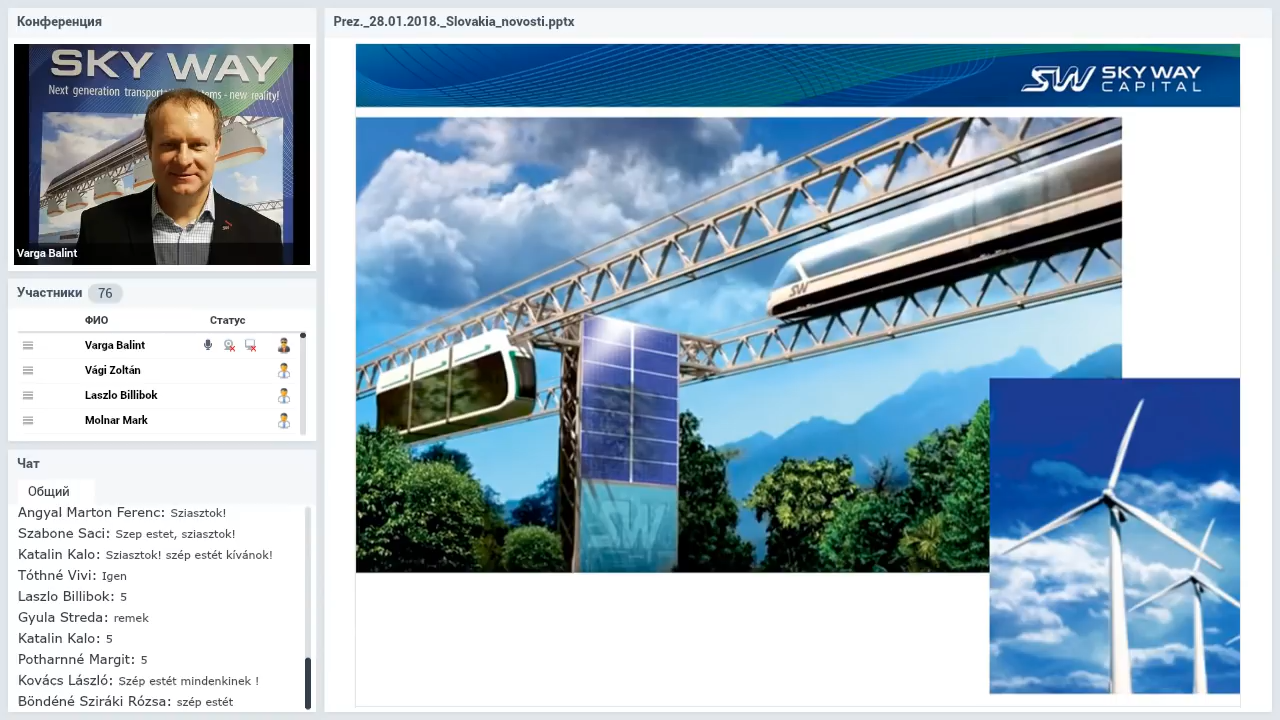 Конференция
SKY WAY
Next generation
- new reality!
Varga Balint
Участники 76
ФИО Статус
Varga Balint
Vági Zoltán
Laszlo Billibok
Molnar Mark
Чат
Общий
Angyal Marton Ferenc: Sziasztok!
Szabone Saci: Szep estet, sziasztok!
Katalin Kalo: Sziasztok! szép estét kívánok!
Tóthné Vivi: Igen
Laszlo Billibok: 5
Gyula Streda: remek
Katalin Kalo: 5
Potharnné Margit: 5
Kovács László: Szép estét mindenkinek !
Böndéné Sziráki Rózsa: szép estét
Prez._28.01.2018._Slovakia_novosti.pptx
SW SKY WAY
CAPITAL
SW
SW